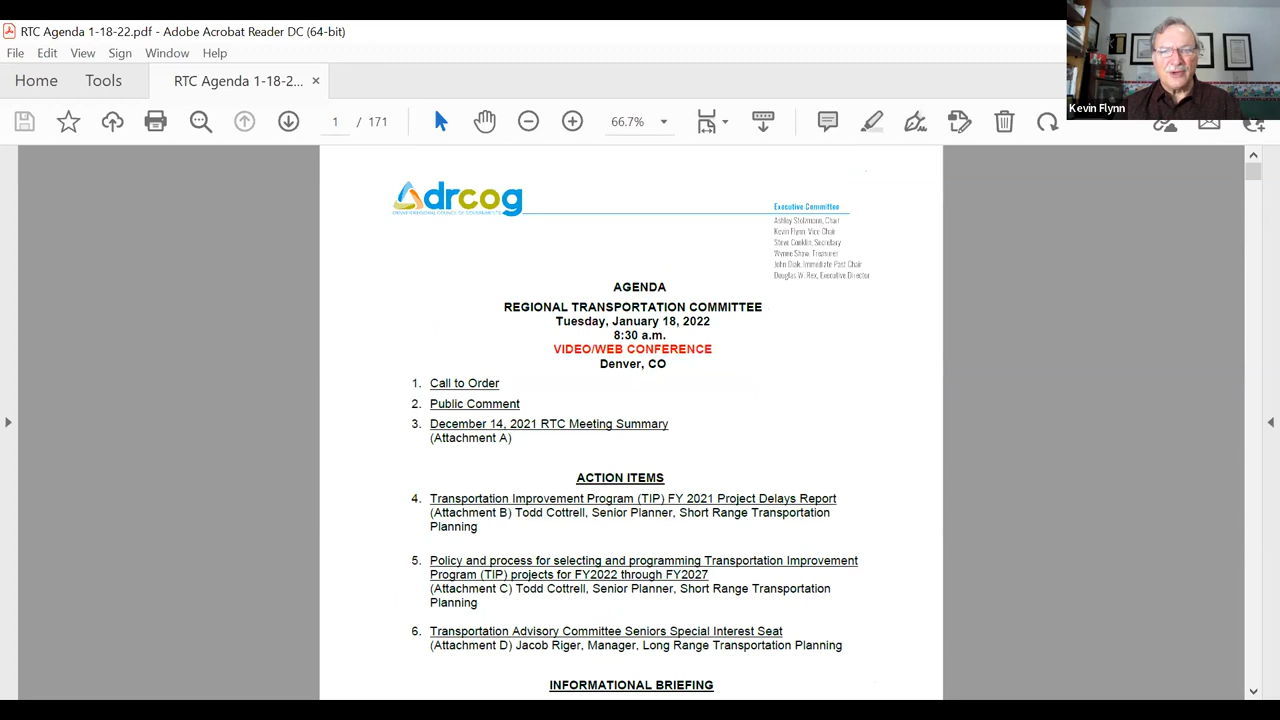 RTC Agenda 1-18-22.pdf - Adobe Acrobat Reader DC (64-bit)
File Edit View Sign Window Help
Home Tools RTC Agenda 1-18-2... ×
1 / 171 66.7%
Kevin Flynn
drcog
DENVER REGIONAL COUNCIL OF GOVERNMENTS
Executive Committee
Ashley Stolzmann, Chair
Kevin Flynn, Vice Chair
Steve Conklin, Secretary
Wynne Shaw, Treasurer
John Diak, Immediate Past Chair
Douglas W. Rex, Executive Director
AGENDA
REGIONAL TRANSPORTATION COMMITTEE
Tuesday, January 18, 2022
8:30 a.m.
VIDEO/WEB CONFERENCE
Denver, CO
1. Call to Order
2. Public Comment
3. December 14, 2021 RTC Meeting Summary
(Attachment A)
ACTION ITEMS
4. Transportation Improvement Program (TIP) FY 2021 Project Delays Report
(Attachment B) Todd Cottrell, Senior Planner, Short Range Transportation
Planning
5. Policy and process for selecting and programming Transportation Improvement
Program (TIP) projects for FY2022 through FY2027
(Attachment C) Todd Cottrell, Senior Planner, Short Range Transportation
Planning
6. Transportation Advisory Committee Seniors Special Interest Seat
(Attachment D) Jacob Riger, Manager, Long Range Transportation Planning
INFORMATIONAL BRIEFING